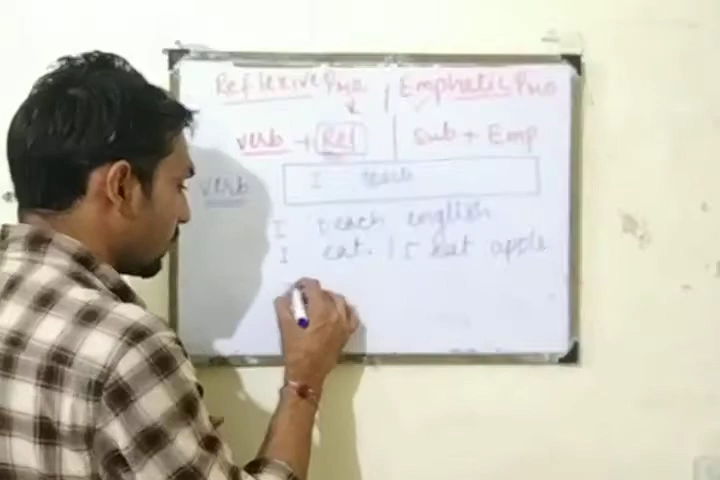 Reflexive Pro / Emphatic Pro
verb + Ref | Sub + Emp
verb
I teach
I teach english
I eat. I eat apple